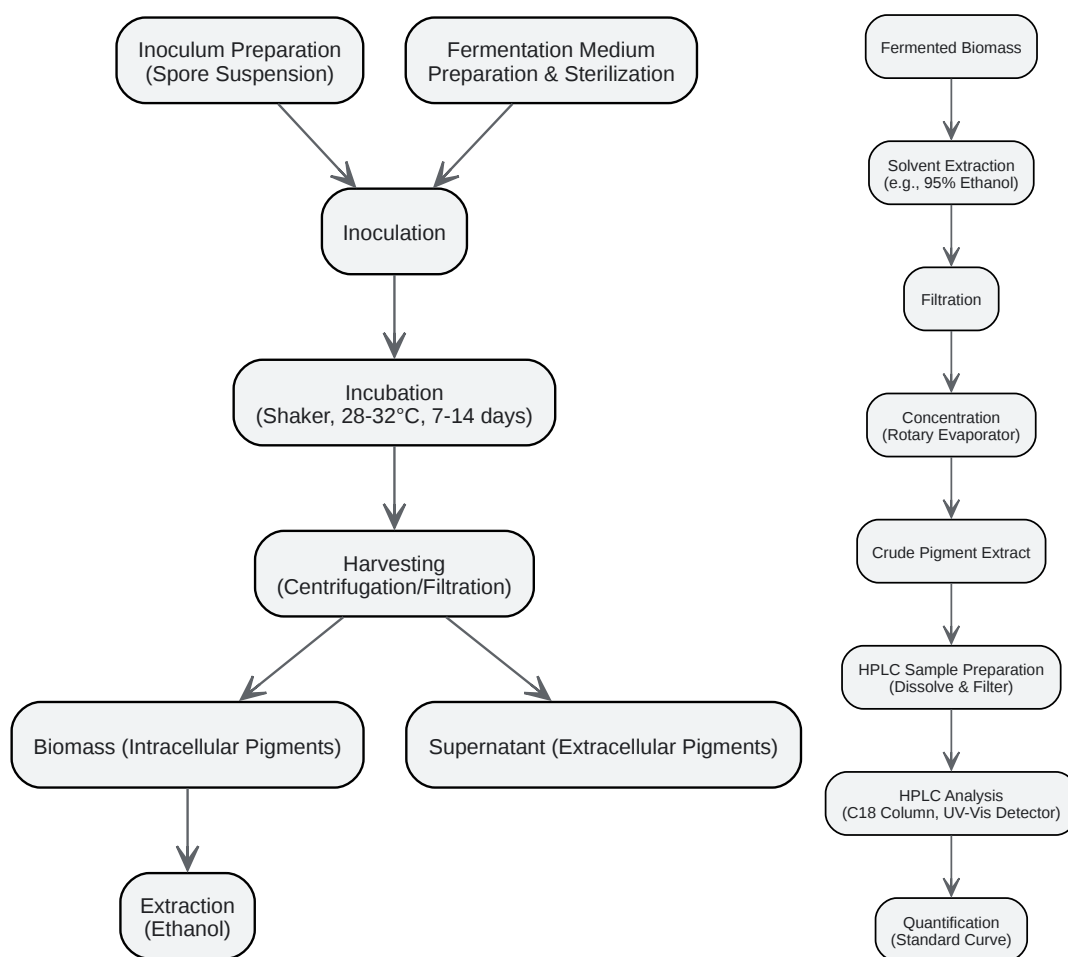 Inoculum Preparation
(Spore Suspension)
Fermentation Medium
Preparation & Sterilization
Inoculation
Incubation
(Shaker, 28-32°C, 7-14 days)
Harvesting
(Centrifugation/Filtration)
Biomass (Intracellular Pigments)
Supernatant (Extracellular Pigments)
Extraction
(Ethanol)
Fermented Biomass
Solvent Extraction
(e.g., 95% Ethanol)
Filtration
Concentration
(Rotary Evaporator)
Crude Pigment Extract
HPLC Sample Preparation
(Dissolve & Filter)
HPLC Analysis
(C18 Column, UV-Vis Detector)
Quantification
(Standard Curve)